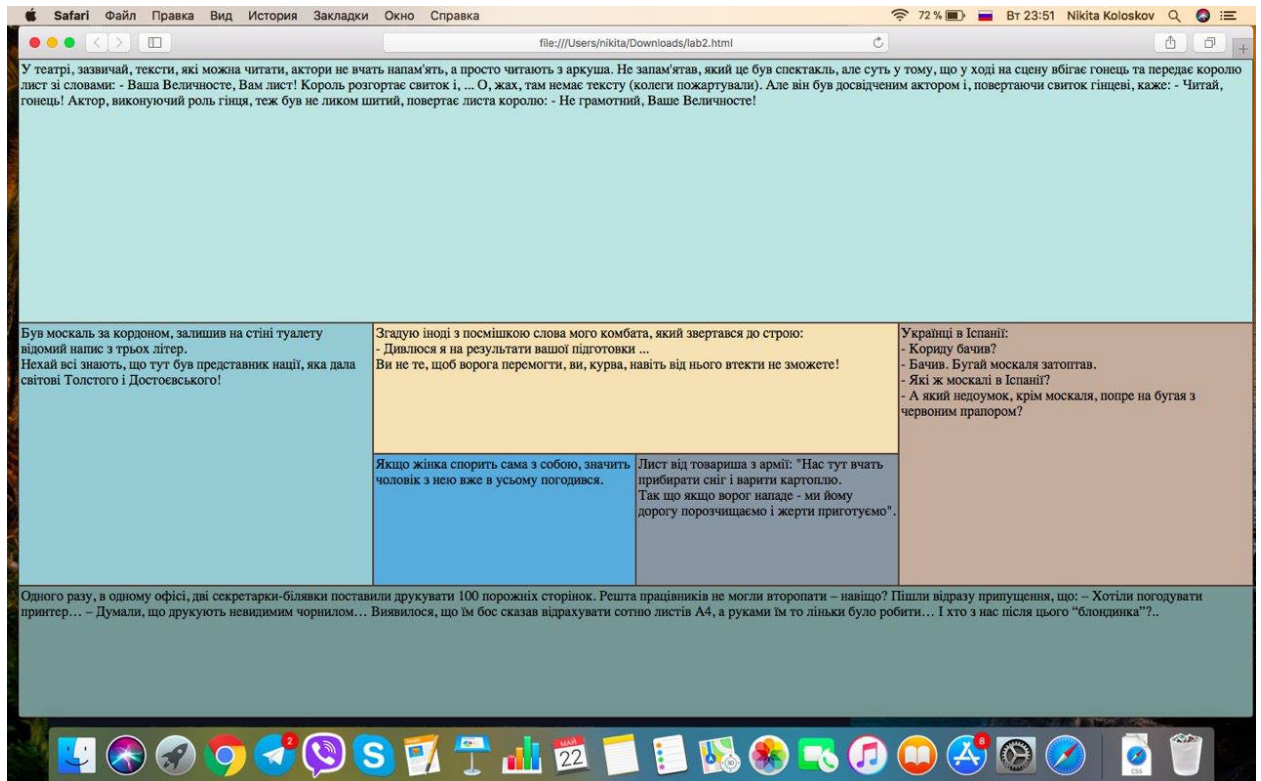 Safari Файл Правка Вид История Закладки Окно Справка
72 % Вт 23:51 Nikita Koloskov
file:///Users/nikita/Downloads/lab2.html
У театрі, зазвичай, тексти, які можна читати, актори не вчать напам'ять, а просто читають з аркуша. Не запам'ятав, який це був спектакль, але суть у тому, що у ході на сцену вбігає гонець та передає королю
лист зі словами: - Ваша Величносте, Вам лист! Король розгортає свиток і, ... О, жах, там немає тексту (колеги пожартували). Але він був досвідченим актором і, повертаючи свиток гінцеві, каже: - Читай,
гонець! Актор, виконуючий роль гінця, теж був не ликом шитий, повертає листа королю: - Не грамотний, Ваше Величносте!
Був москаль за кордоном, залишив на стіні туалету
відомий напис з трьох літер.
Нехай всі знають, що тут був представник нації, яка дала
світові Толстого і Достоєвського!
Згадую іноді з посмішкою слова мого комбата, який звертався до строю:
- Дивлюся я на результати вашої підготовки ...
Ви не те, щоб ворога перемогти, ви, курва, навіть від нього втекти не зможете!
Українці в Іспанії:
- Кориду бачив?
- Бачив. Бугай москаля затоптав.
- Які ж москалі в Іспанії?
- А який недоумок, крім москаля, попре на бугая з
червоним прапором?
Якщо жінка спорить сама з собою, значить
чоловік з нею вже в усьому погодився.
Лист від товариша з армії: "Нас тут вчать
прибирати сніг і варити картоплю.
Так що якщо ворог нападе - ми йому
дорогу порозчищаємо і жерти приготуємо".
Одного разу, в одному офісі, дві секретарки-білявки поставили друкувати 100 порожніх сторінок. Решта працівників не могли второпати – навіщо? Пішли відразу припущення, що: – Хотіли погодувати
принтер… – Думали, що друкують невидимим чорнилом… Виявилося, що їм бос сказав відрахувати сотню листів А4, а руками їм то ліньки було робити… І хто з нас після цього “блондинка”?..
2
МАЙ
22
8
CSS